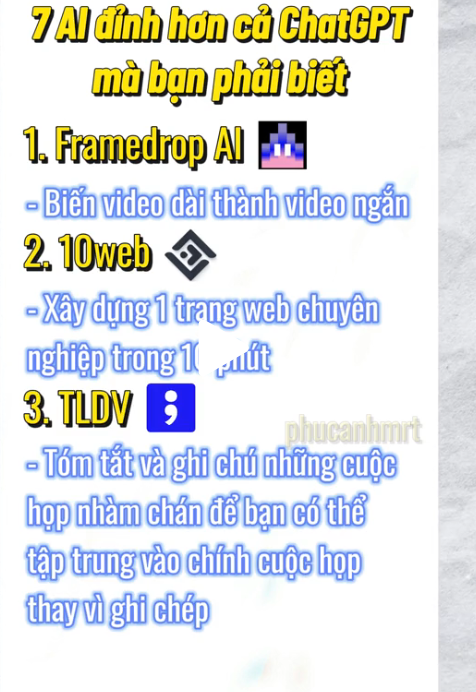 7 AI đỉnh hơn cả ChatGPT
mà bạn phải biết
1. Framedrop AI
- Biến video dài thành video ngắn
2. 10web
- Xây dựng 1 trang web chuyên
nghiệp trong 10 phút
3. TLDV
phucanhmrt
- Tóm tắt và ghi chú những cuộc
họp nhàm chán để bạn có thể
tập trung vào chính cuộc họp
thay vì ghi chép